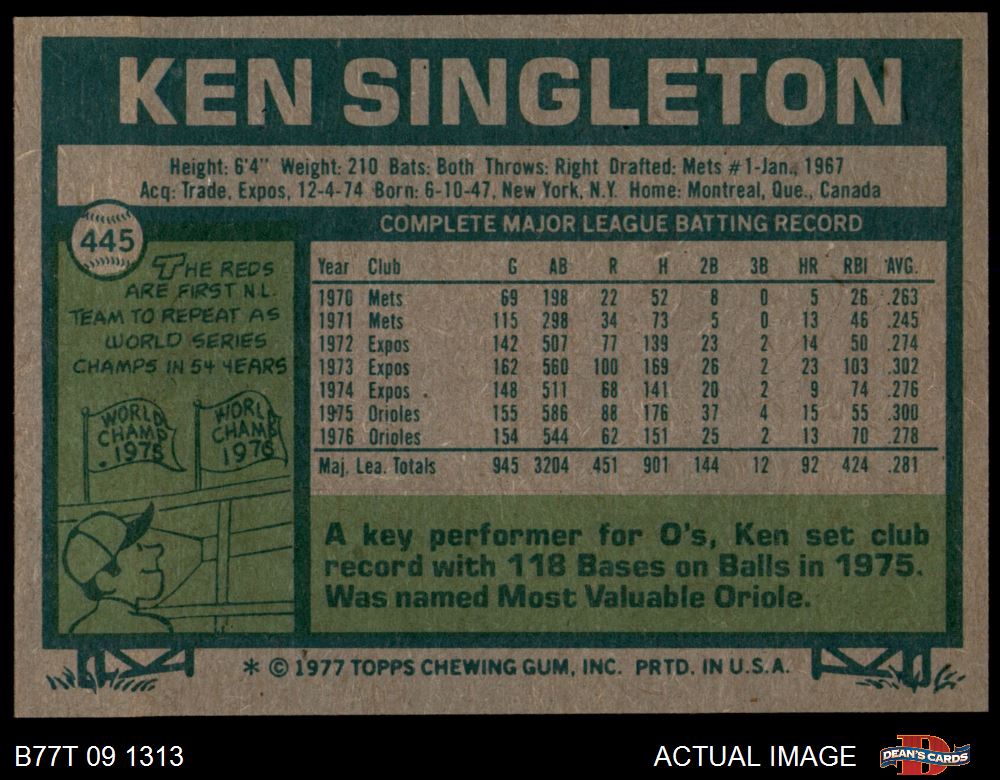 KEN SINGLETON
Height: 6'4" Weight: 210 Bats: Both Throws: Right Drafted: Mets #1-Jan., 1967
Acq: Trade, Expos, 12-4-74 Born: 6-10-47, New York, N.Y. Home: Montreal, Que., Canada
COMPLETE MAJOR LEAGUE BATTING RECORD
445
THE REDS
ARE FIRST N.L.
TEAM TO REPEAT AS
WORLD SERIES
CHAMPS IN 54 YEARS
WORLD
CHAMP
1975
WORLD
CHAMP
1976
Year Club G AB R H 2B 3B HR RBI AVG.
1970 Mets 69 198 22 52 8 0 5 26 .263
1971 Mets 115 298 34 73 5 0 13 46 .245
1972 Expos 142 507 77 139 23 2 14 50 .274
1973 Expos 162 560 100 169 26 2 23 103 .302
1974 Expos 148 511 68 141 20 2 9 74 .276
1975 Orioles 155 586 88 176 37 4 15 55 .300
1976 Orioles 154 544 62 151 25 2 13 70 .278
Maj. Lea. Totals 945 3204 451 901 144 12 92 424 .281
A key performer for O's, Ken set club
record with 118 Bases on Balls in 1975.
Was named Most Valuable Oriole.
* © 1977 TOPPS CHEWING GUM, INC. PRTD. IN U.S.A.
B77T 09 1313
ACTUAL IMAGE
DEAN'S CARDS